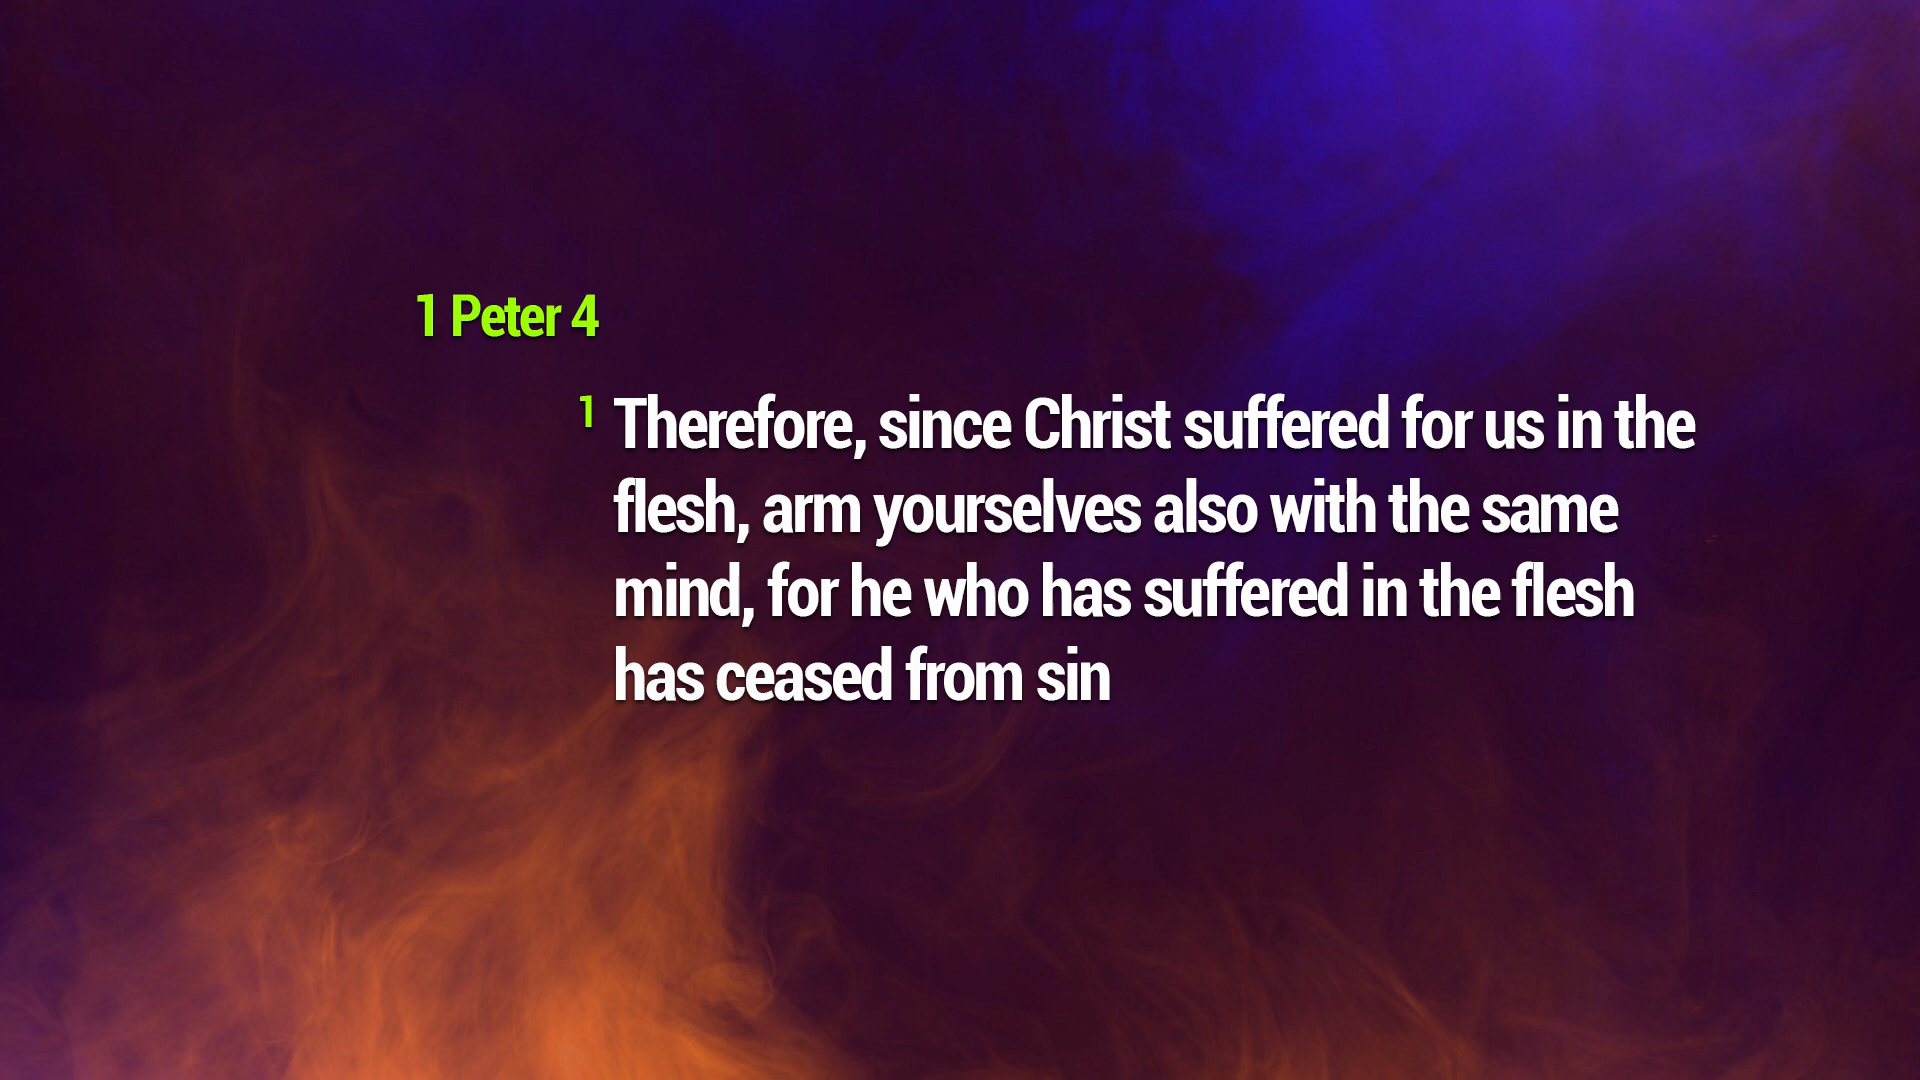 1 Peter 4
1 Therefore, since Christ suffered for us in the
flesh, arm yourselves also with the same
mind, for he who has suffered in the flesh
has ceased from sin